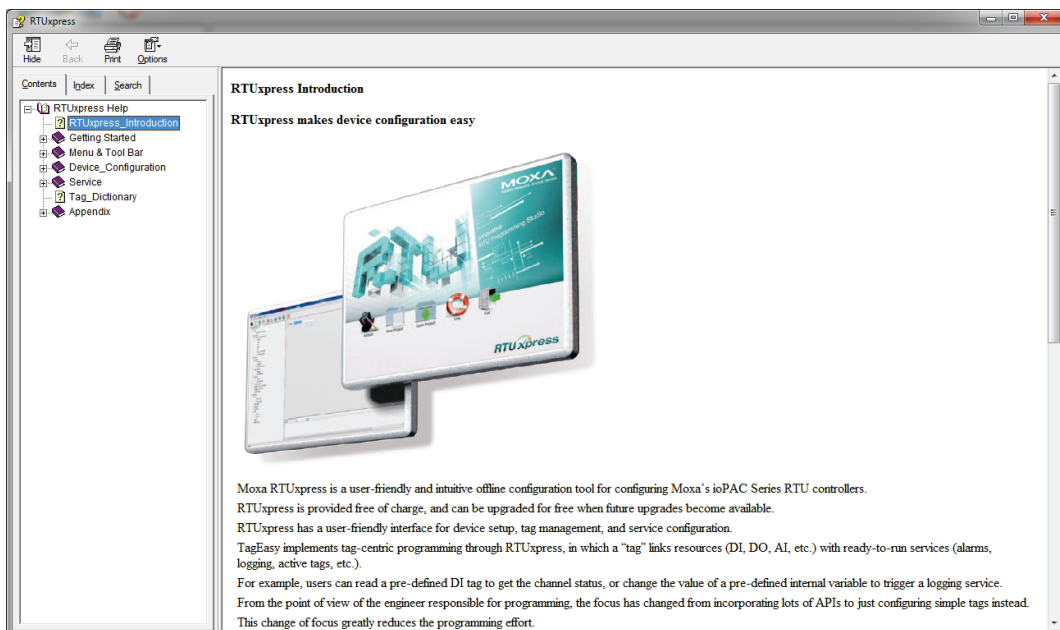 RTUxpress
Hide
Back
Print
Options
Contents
Index
Search
RTUxpress Help
RTUxpress_Introduction
Getting Started
Menu & Tool Bar
Device_Configuration
Service
Tag_Dictionary
Appendix
RTUxpress Introduction
RTUxpress makes device configuration easy
MOXA
RTU
Innovative
RTU Programming Studio
RTUxpress
Moxa RTUxpress is a user-friendly and intuitive offline configuration tool for configuring Moxa's ioPAC Series RTU controllers.
RTUxpress is provided free of charge, and can be upgraded for free when future upgrades become available.
RTUxpress has a user-friendly interface for device setup, tag management, and service configuration.
TagEasy implements tag-centric programming through RTUxpress, in which a “tag” links resources (DI, DO, AI, etc.) with ready-to-run services (alarms,
logging, active tags, etc.).
For example, users can read a pre-defined DI tag to get the channel status, or change the value of a pre-defined internal variable to trigger a logging service.
From the point of view of the engineer responsible for programming, the focus has changed from incorporating lots of APIs to just configuring simple tags instead.
This change of focus greatly reduces the programming effort.